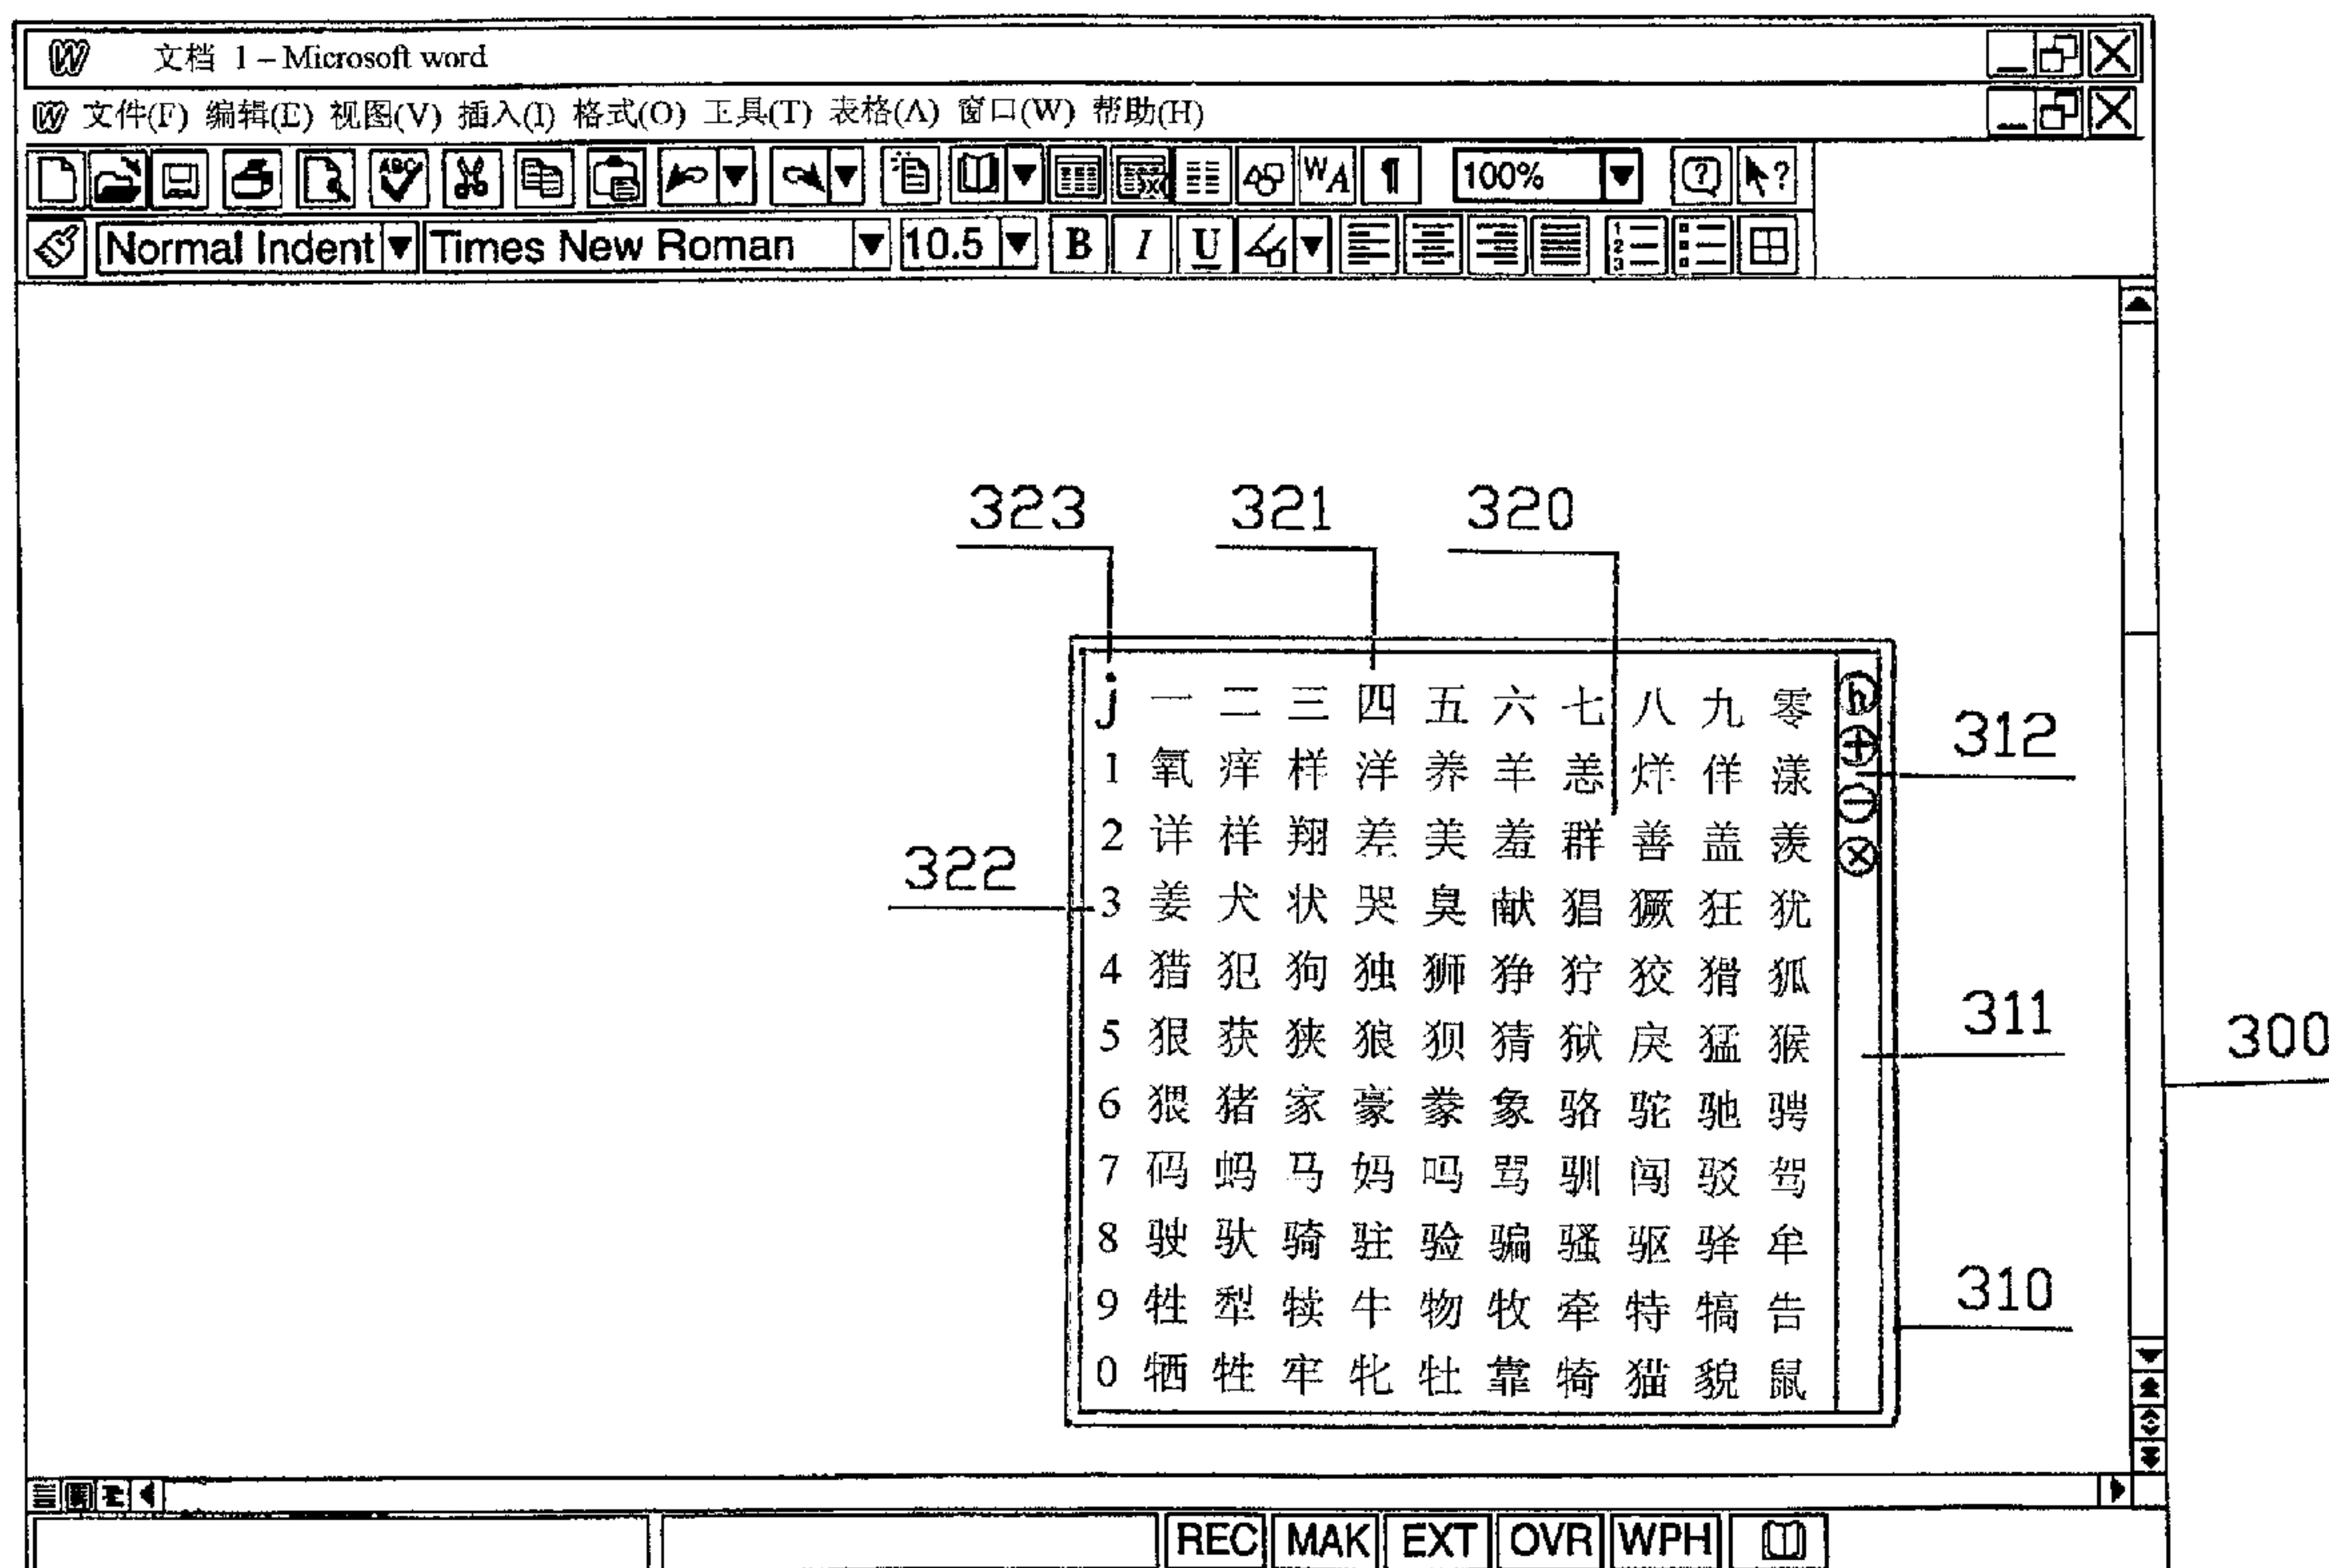 文档 1 – Microsoft word
文件(F) 编辑(E) 视图(V) 插入(I) 格式(O) 工具(T) 表格(A) 窗口(W) 帮助(H)
ABC WA ¶ 100% ? ?
Normal Indent Times New Roman 10.5 B I U 1 2 3
323 321 320
j 一 二 三 四 五 六 七 八 九 零 h
1 氧 痒 样 洋 养 羊 恙 烊 佯 漾 312
2 详 祥 翔 差 美 羞 群 善 盖 羡
322
3 姜 犬 状 哭 臭 献 猖 獗 狂 犹
4 猎 犯 狗 独 狮 狰 狞 狡 猾 狐
311
300
5 狠 获 狭 狼 狈 猜 狱 戾 猛 猴
6 猥 猪 家 豪 豢 象 骆 驼 驰 骋
7 码 蚂 马 妈 吗 骂 驯 闯 驳 驾
8 驶 驮 骑 驻 验 骗 骚 驱 驿 牟
310
9 牲 犁 犊 牛 物 牧 牵 特 犒 告
0 牺 牲 牢 牝 牡 靠 犄 猫 貌 鼠
REC MAK EXT OVR WPH